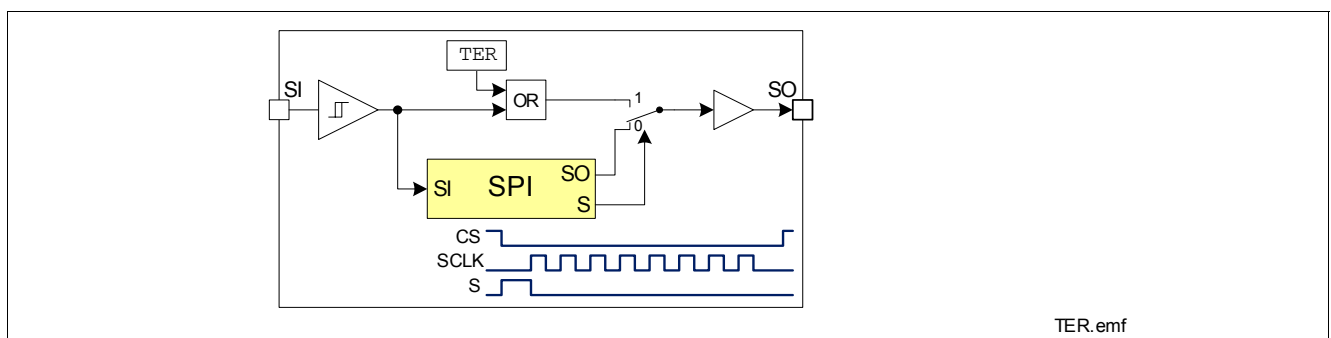 TER
SI
SO
OR
1
0
SI SPI SO
S
CS
SCLK
S
TER.emf